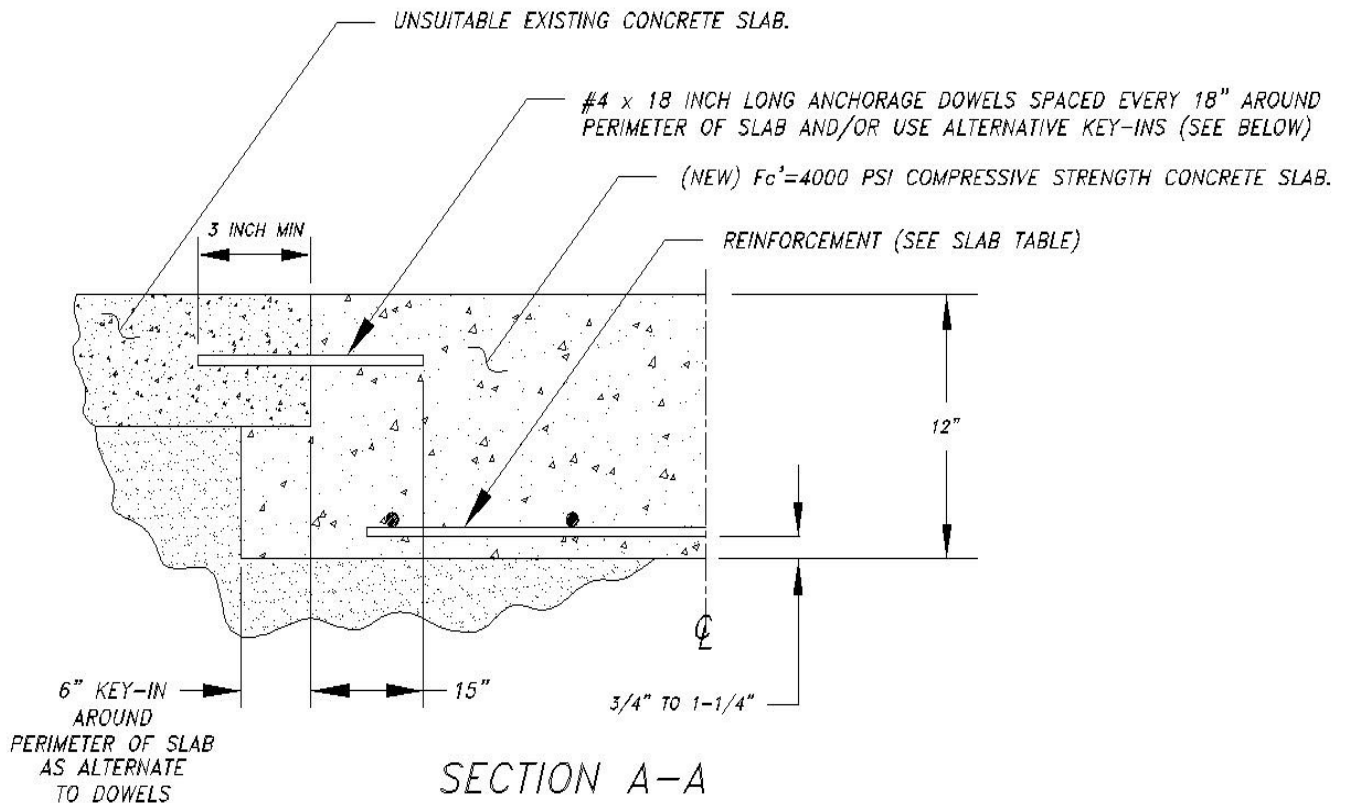 UNSUITABLE EXISTING CONCRETE SLAB.
#4 x 18 INCH LONG ANCHORAGE DOWELS SPACED EVERY 18" AROUND
PERIMETER OF SLAB AND/OR USE ALTERNATIVE KEY-INS (SEE BELOW)
(NEW) Fc'=4000 PSI COMPRESSIVE STRENGTH CONCRETE SLAB.
3 INCH MIN
REINFORCEMENT (SEE SLAB TABLE)
12"
6" KEY-IN
AROUND
PERIMETER OF SLAB
AS ALTERNATE
TO DOWELS
15"
3/4" TO 1-1/4"
℄
SECTION A-A